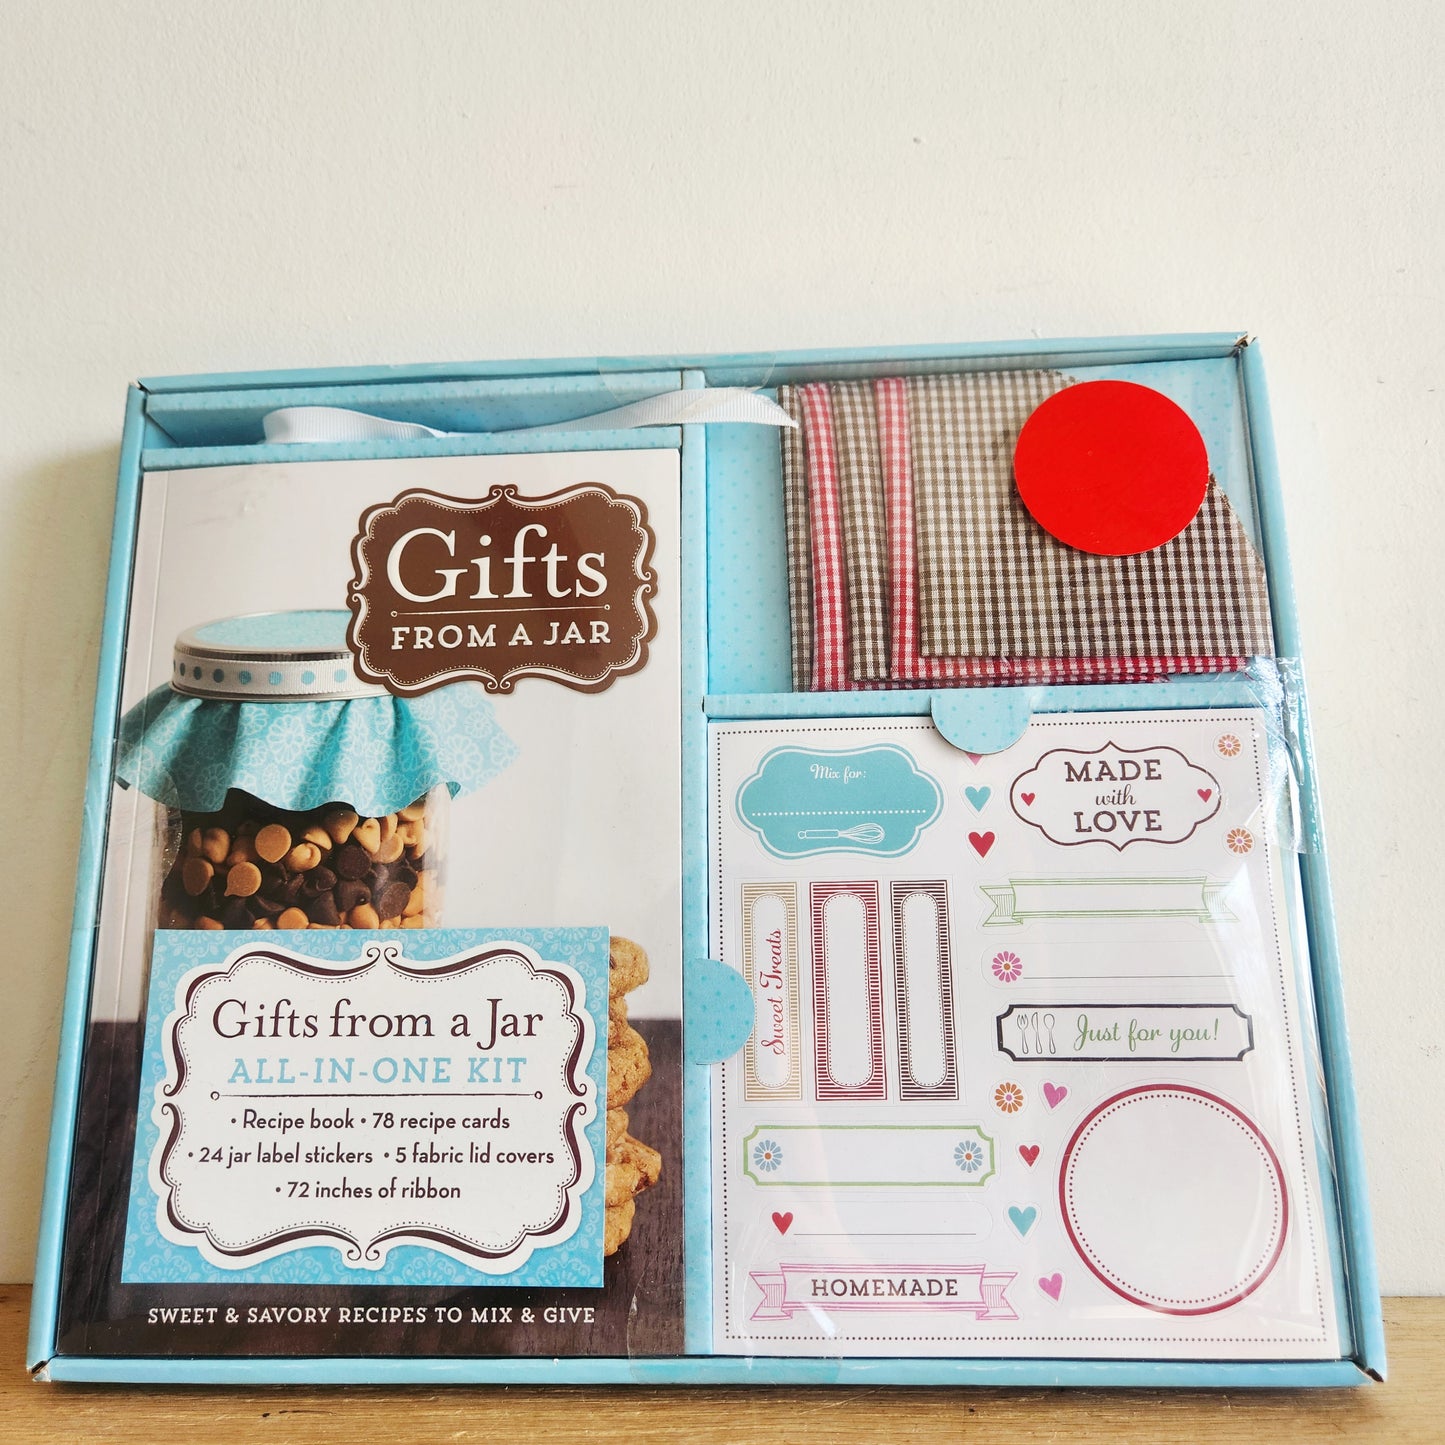 Gifts
FROM A JAR
Gifts from a Jar
ALL-IN-ONE KIT
• Recipe book • 78 recipe cards
• 24 jar label stickers • 5 fabric lid covers
• 72 inches of ribbon
SWEET & SAVORY RECIPES TO MIX & GIVE
Mix for:
MADE
with
LOVE
Sweet Treats
Just for you!
HOMEMADE